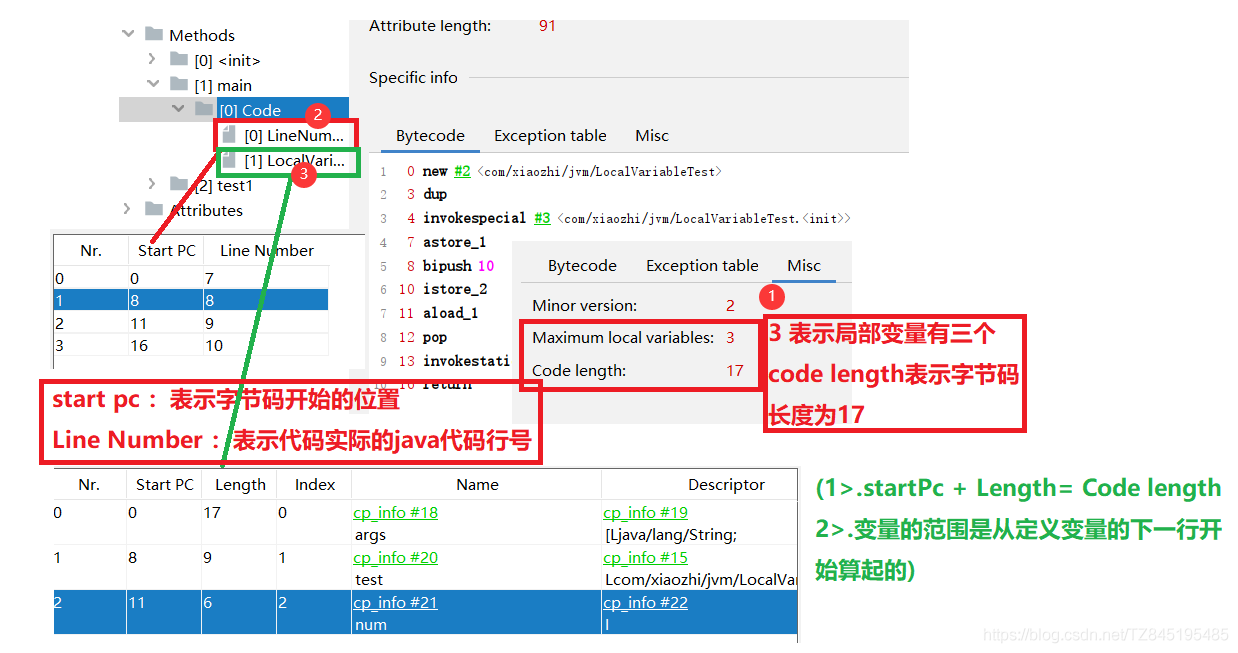 Methods
[0] <init>
[1] main
[0] Code
2
[0] LineNum...
[1] LocalVari...
3
[2] test1
Attributes
Attribute length: 91
Specific info
Bytecode Exception table Misc
1 0 new #2 <com/xiaozhi/jvm/LocalVariableTest>
2 3 dup
3 4 invokespecial #3 <com/xiaozhi/jvm/LocalVariableTest.<init>>
4 7 astore_1
5 8 bipush 10
6 10 istore_2
7 11 aload_1
8 12 pop
9 13 invokestati
10 16 return
Bytecode Exception table Misc
Minor version: 2
1
Maximum local variables: 3
Code length: 17
3 表示局部变量有三个
code length表示字节码
长度为17
Nr. Start PC Line Number
0 0 7
1 8 8
2 11 9
3 16 10
start pc ：表示字节码开始的位置
Line Number ：表示代码实际的java代码行号
Nr. Start PC Length Index Name Descriptor
0 0 17 0 cp_info #18 cp_info #19
args [Ljava/lang/String;
1 8 9 1 cp_info #20 cp_info #15
test Lcom/xiaozhi/jvm/LocalVa
2 11 6 2 cp_info #21 cp_info #22
num I
(1>.startPc + Length= Code length
2>.变量的范围是从定义变量的下一行开
始算起的)
https://blog.csdn.net/TZ845195485